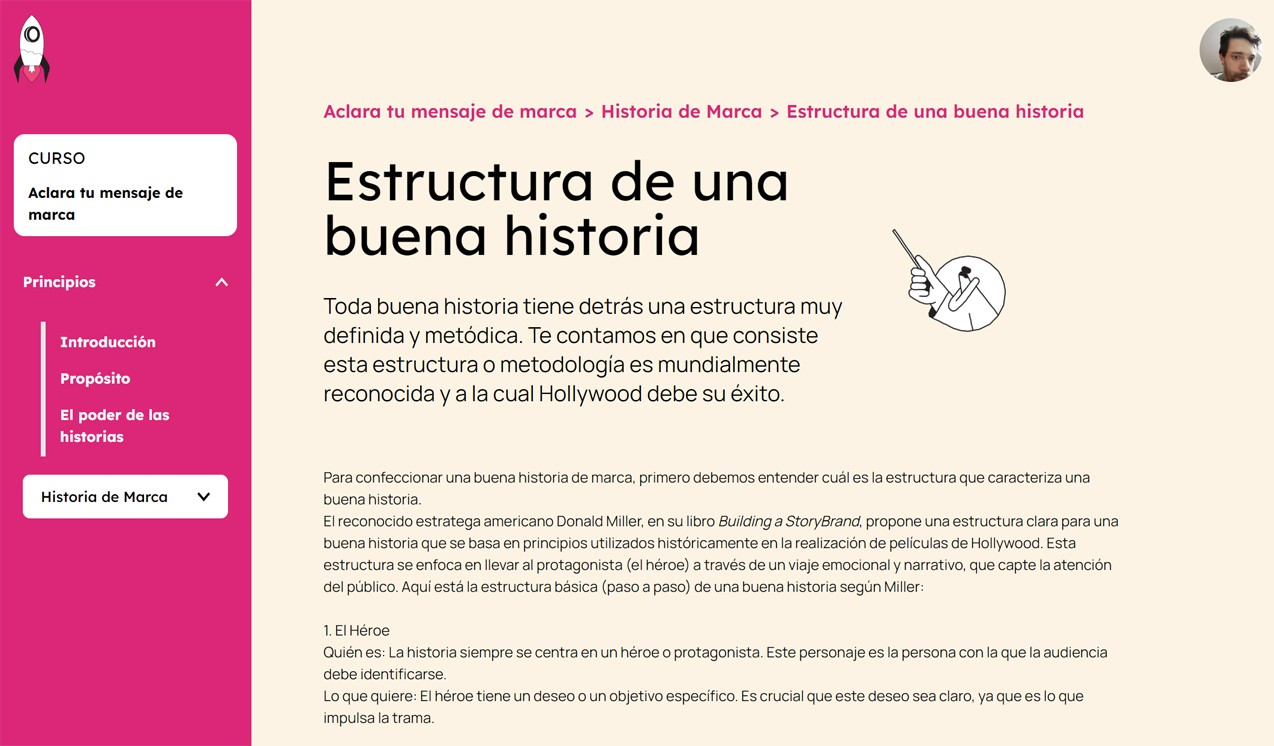 CURSO
Aclara tu mensaje de
marca
Principios
Introducción
Propósito
El poder de las
historias
Historia de Marca
Aclara tu mensaje de marca > Historia de Marca > Estructura de una buena historia
Estructura de una
buena historia
Toda buena historia tiene detrás una estructura muy
definida y metódica. Te contamos en que consiste
esta estructura o metodología es mundialmente
reconocida y a la cual Hollywood debe su éxito.
Para confeccionar una buena historia de marca, primero debemos entender cuál es la estructura que caracteriza una
buena historia.
El reconocido estratega americano Donald Miller, en su libro Building a StoryBrand, propone una estructura clara para una
buena historia que se basa en principios utilizados históricamente en la realización de películas de Hollywood. Esta
estructura se enfoca en llevar al protagonista (el héroe) a través de un viaje emocional y narrativo, que capte la atención
del público. Aquí está la estructura básica (paso a paso) de una buena historia según Miller:
1. El Héroe
Quién es: La historia siempre se centra en un héroe o protagonista. Este personaje es la persona con la que la audiencia
debe identificarse.
Lo que quiere: El héroe tiene un deseo o un objetivo específico. Es crucial que este deseo sea claro, ya que es lo que
impulsa la trama.